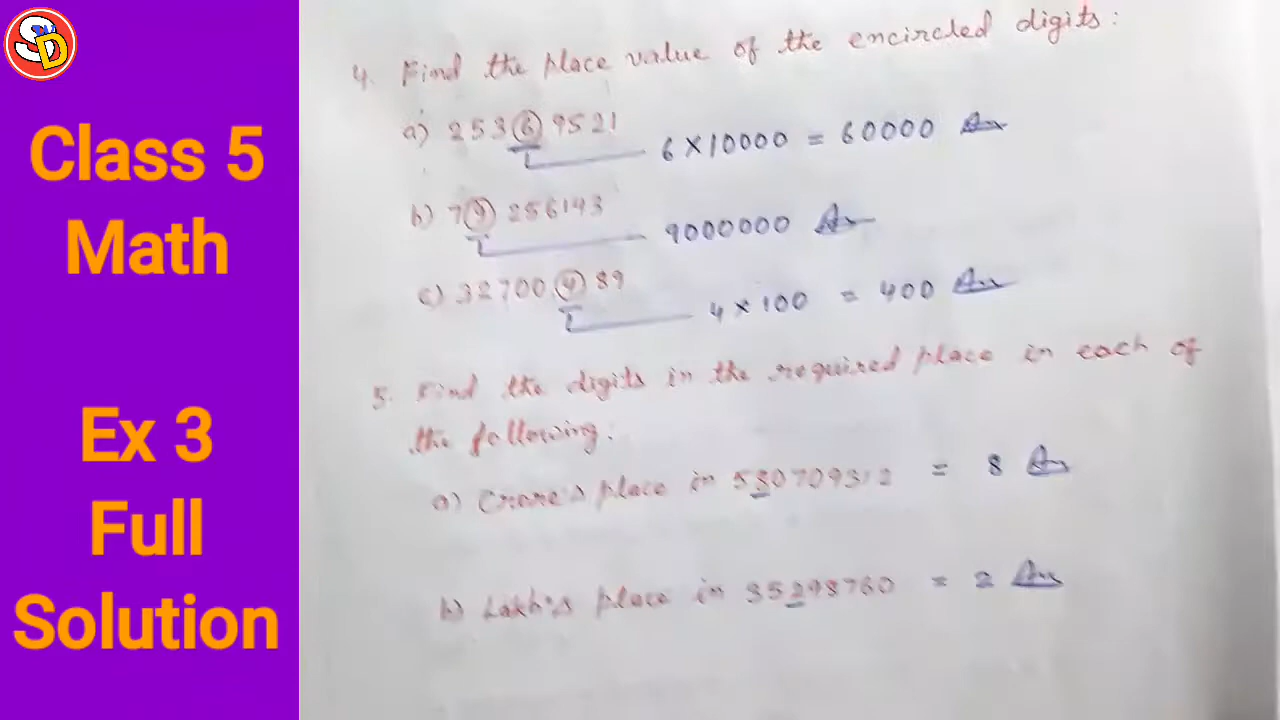 SD
Class 5
Math
Ex 3
Full
Solution
4. Find the place value of the encircled digits:
a) 25369521
6×10000 = 60000 Ans
b) 79256143
9000000 Ans
c) 32700489
4×100 = 400 Ans
5. Find the digits in the required place in each of
the following:
a) Crore's place in 580709312 = 8 Ans
b) Lakh's place in 35298760 = 2 Ans